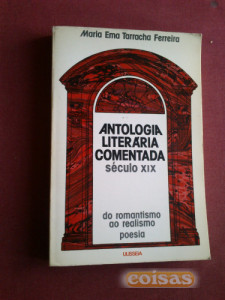 Maria Ema Tarracha Ferreira
ANTOLOGIA
LITERÁRIA
COMENTADA
século XIX
do romantismo
ao realismo
poesia
ULISSEIA
coisas